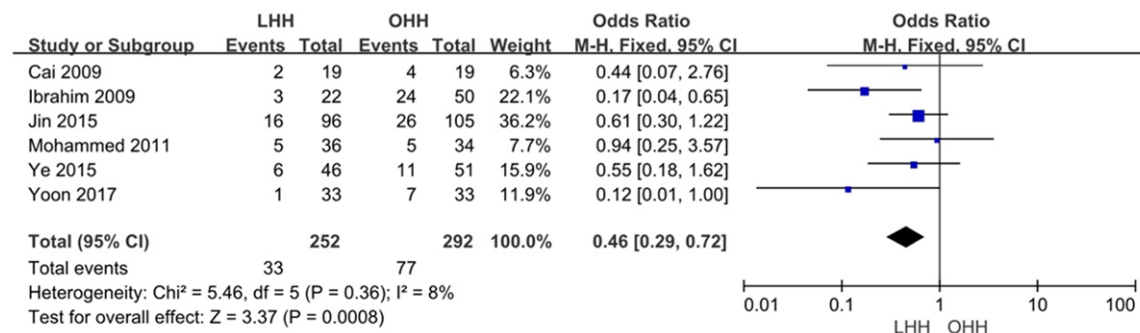 LHH OHH Odds Ratio Odds Ratio
Study or Subgroup Events Total Events Total Weight M-H, Fixed, 95% CI M-H, Fixed, 95% CI
Cai 2009 2 19 4 19 6.3% 0.44 [0.07, 2.76]
Ibrahim 2009 3 22 24 50 22.1% 0.17 [0.04, 0.65]
Jin 2015 16 96 26 105 36.2% 0.61 [0.30, 1.22]
Mohammed 2011 5 36 5 34 7.7% 0.94 [0.25, 3.57]
Ye 2015 6 46 11 51 15.9% 0.55 [0.18, 1.62]
Yoon 2017 1 33 7 33 11.9% 0.12 [0.01, 1.00]
Total (95% CI) 252 292 100.0% 0.46 [0.29, 0.72]
Total events 33 77
Heterogeneity: Chi² = 5.46, df = 5 (P = 0.36); I² = 8%
Test for overall effect: Z = 3.37 (P = 0.0008)
0.01 0.1 1 10 100
LHH OHH